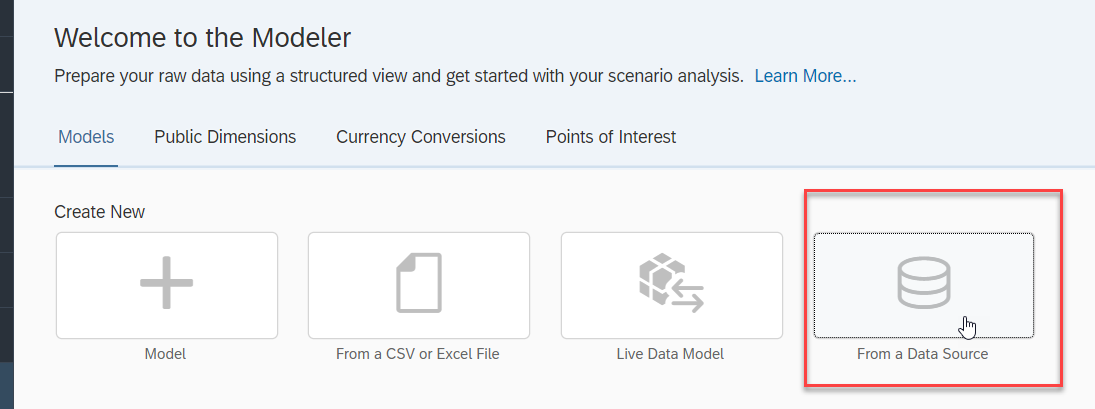 Welcome to the Modeler
Prepare your raw data using a structured view and get started with your scenario analysis. Learn More...
Models Public Dimensions Currency Conversions Points of Interest
Create New
Model From a CSV or Excel File Live Data Model From a Data Source